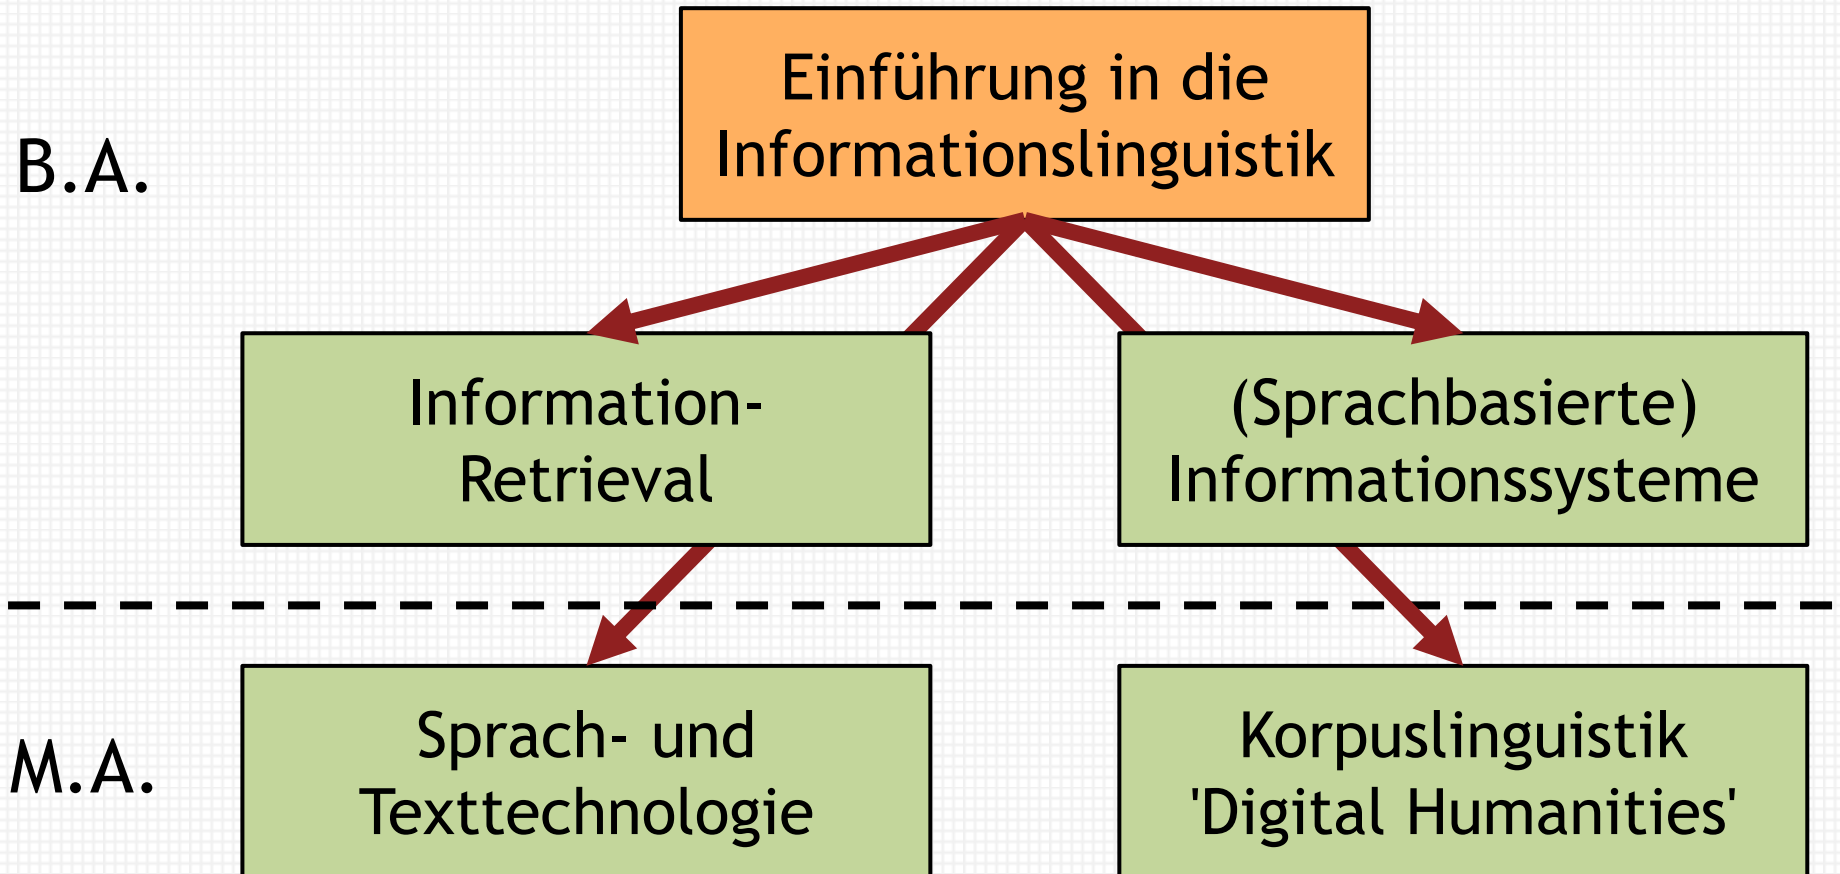 B.A.
Einführung in die
Informationslinguistik
Information-
Retrieval
(Sprachbasierte)
Informationssysteme
M.A.
Sprach- und
Texttechnologie
Korpuslinguistik
'Digital Humanities'